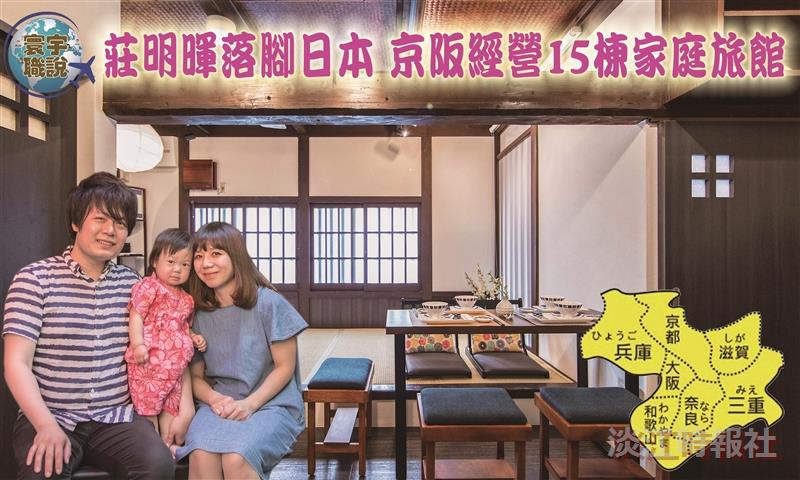 寰宇職說
莊明暉落腳日本 京阪經營15棟家庭旅館
ひょうご
兵庫
京都
大阪
しが
滋賀
みえ
三重
なら
奈良
わかやま
和歌山
淡江時報社